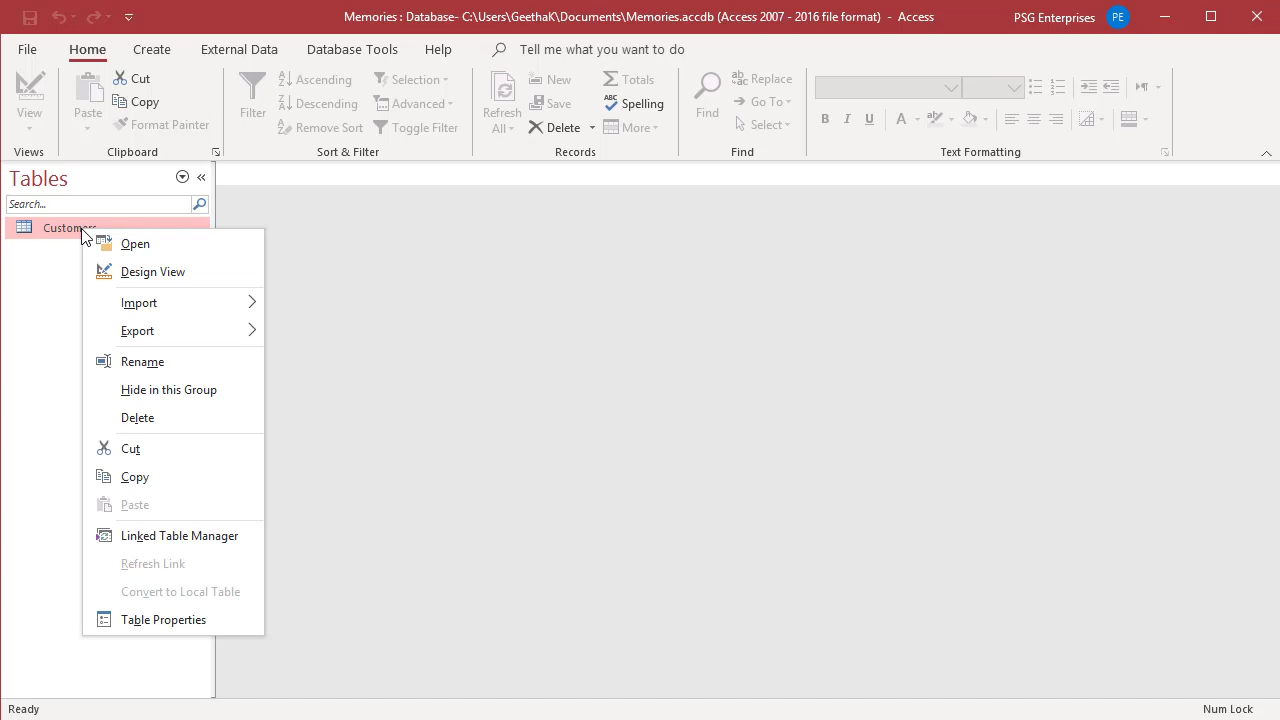 Memories : Database- C:\Users\GeethaK\Documents\Memories.accdb (Access 2007 - 2016 file format) - Access
PSG Enterprises
PE
File
Home
Create
External Data
Database Tools
Help
Tell me what you want to do
View
Views
Paste
Cut
Copy
Format Painter
Clipboard
Filter
Ascending
Descending
Remove Sort
Selection
Advanced
Toggle Filter
Sort & Filter
Refresh
All
New
Save
Delete
Totals
Spelling
More
Records
Find
Replace
Go To
Select
Find
B I U
A
Text Formatting
Tables
Search...
Customers
Open
Design View
Import
Export
Rename
Hide in this Group
Delete
Cut
Copy
Paste
Linked Table Manager
Refresh Link
Convert to Local Table
Table Properties
Ready
Num Lock